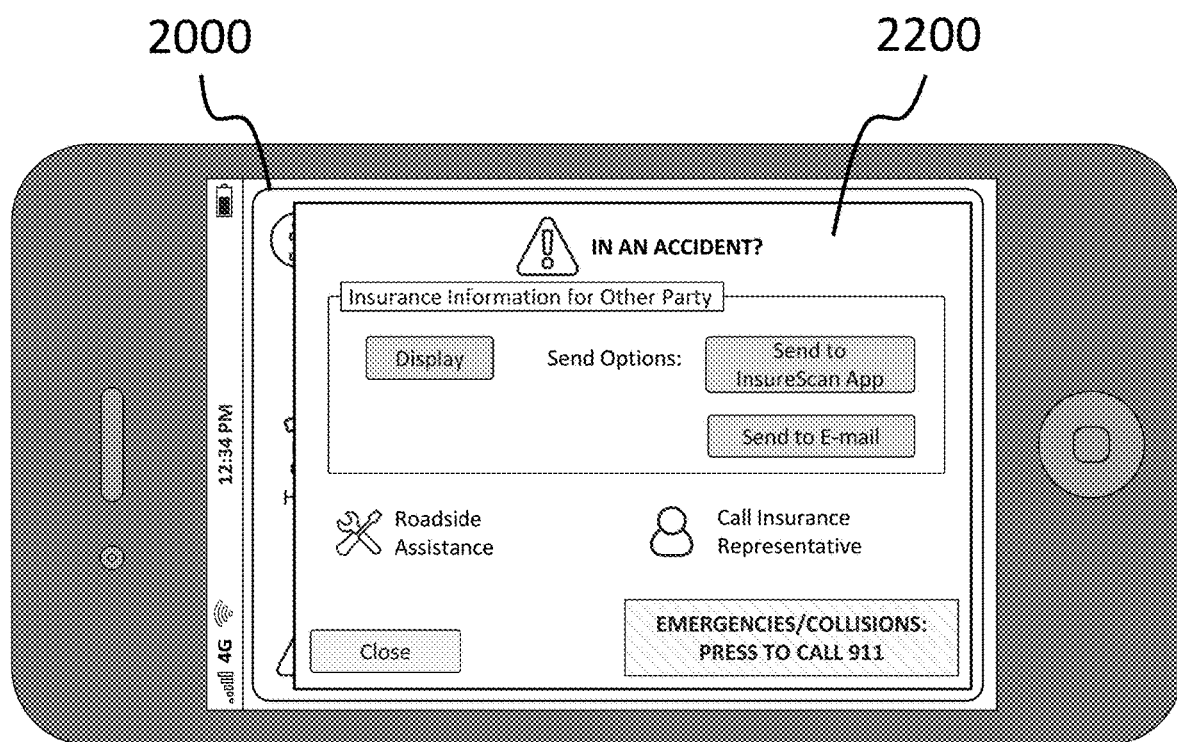 2000
2200
IN AN ACCIDENT?
Insurance Information for Other Party
Display
Send Options:
Send to
InsureScan App
Send to E-mail
Roadside
Assistance
Call Insurance
Representative
EMERGENCIES/COLLISIONS:
PRESS TO CALL 911
Close
12:34 PM
4G
H